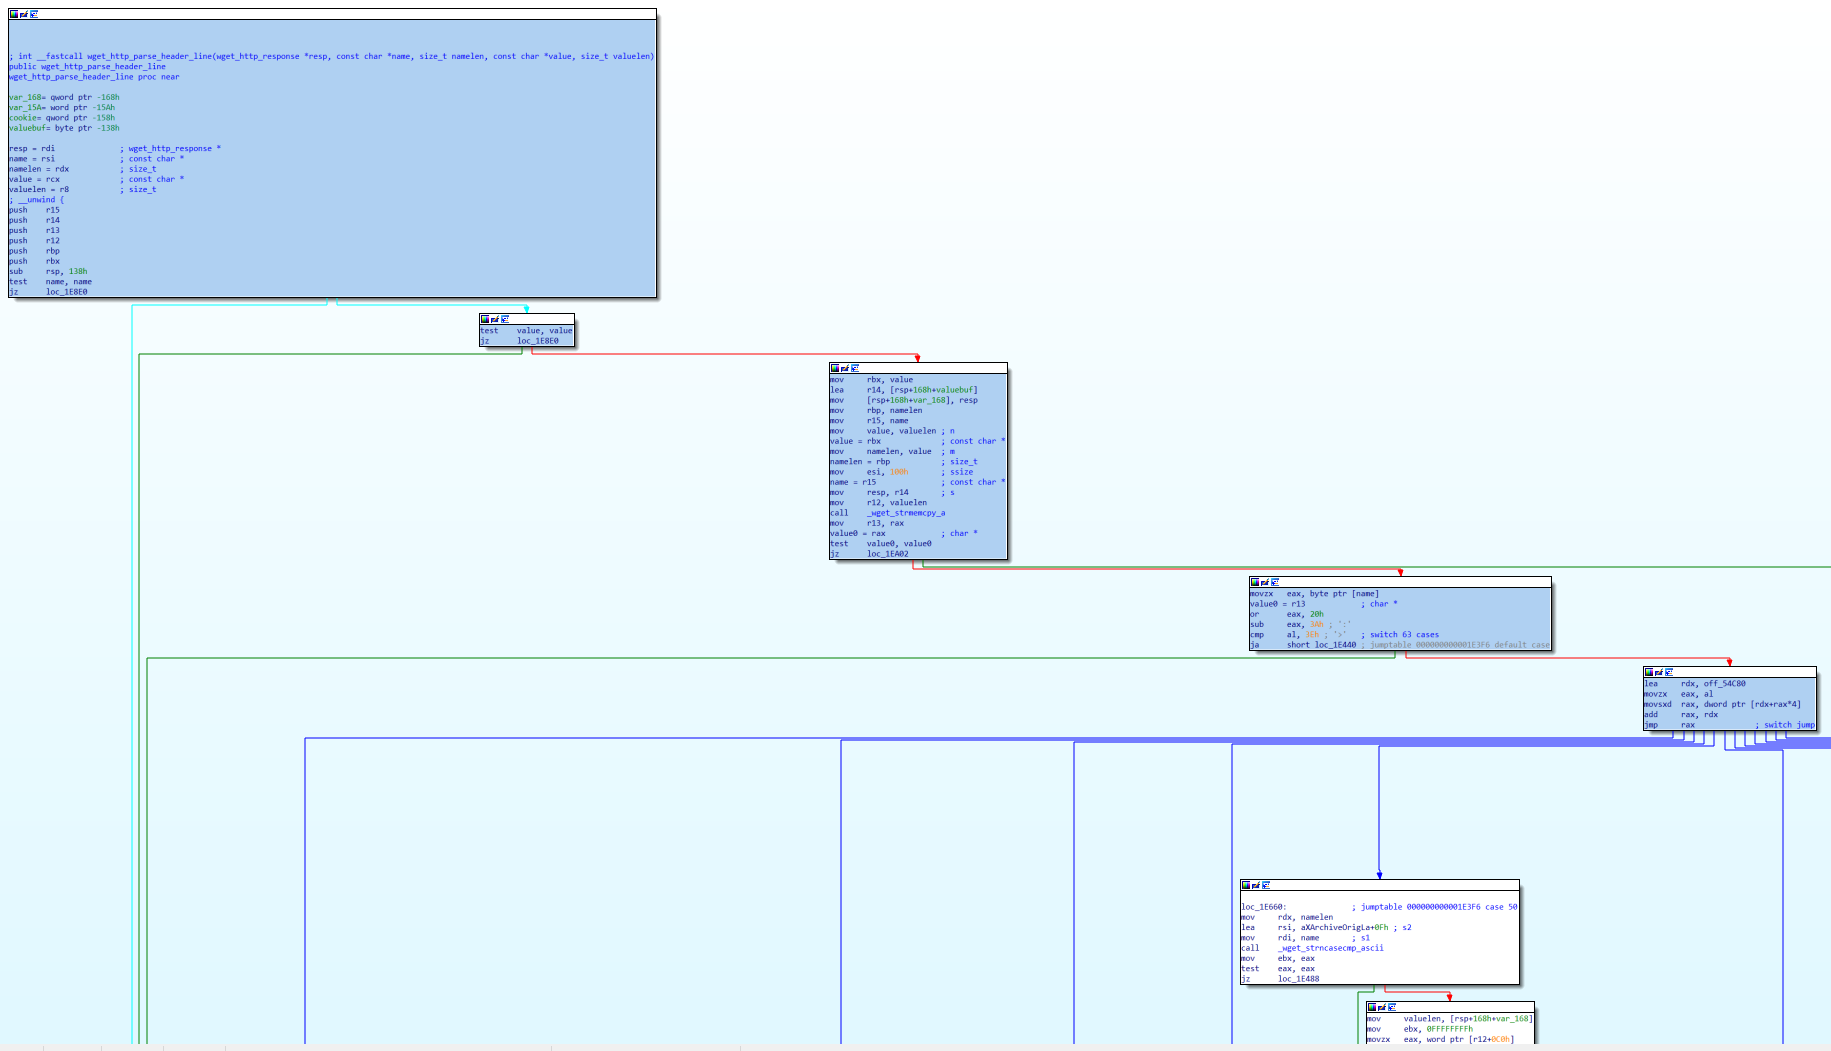 ; int __fastcall wget_http_parse_header_line(wget_http_response *resp, const char *name, size_t namelen, const char *value, size_t valuelen)
public wget_http_parse_header_line
wget_http_parse_header_line proc near
var_168= qword ptr -168h
var_15A= word ptr -15Ah
cookie= qword ptr -158h
valuebuf= byte ptr -138h
resp = rdi ; wget_http_response *
name = rsi ; const char *
namelen = rdx ; size_t
value = rcx ; const char *
valuelen = r8 ; size_t
; __unwind {
push r15
push r14
push r13
push r12
push rbp
push rbx
sub rsp, 138h
test name, name
jz loc_1E8E0
test value, value
jz loc_1E8E0
mov rbx, value
lea r14, [rsp+168h+valuebuf]
mov [rsp+168h+var_168], resp
mov rbp, namelen
mov r15, name
mov value, valuelen ; n
value = rbx ; const char *
mov namelen, value ; m
namelen = rbp ; size_t
mov esi, 100h ; ssize
name = r15 ; const char *
mov resp, r14 ; s
mov r12, valuelen
call _wget_strmemcpy_a
mov r13, rax
value0 = rax ; char *
test value0, value0
jz loc_1EA02
movzx eax, byte ptr [name]
value0 = r13 ; char *
or eax, 20h
sub eax, 3Ah ; ':'
cmp al, 3Eh ; '>' ; switch 63 cases
ja short loc_1E440 ; jumptable 000000000001E3F6 default case
lea rdx, off_54C80
movzx eax, al
movsxd rax, dword ptr [rdx+rax*4]
add rax, rdx
jmp rax ; switch jump
loc_1E660: ; jumptable 000000000001E3F6 case 50
mov rdx, namelen
lea rsi, aXArchiveOrigLa+0Fh ; s2
mov rdi, name ; s1
call _wget_strncasecmp_ascii
mov ebx, eax
test eax, eax
jz loc_1E488
mov valuelen, [rsp+168h+var_168]
mov ebx, 0FFFFFFFFh
movzx eax, word ptr [r12+0C0h]